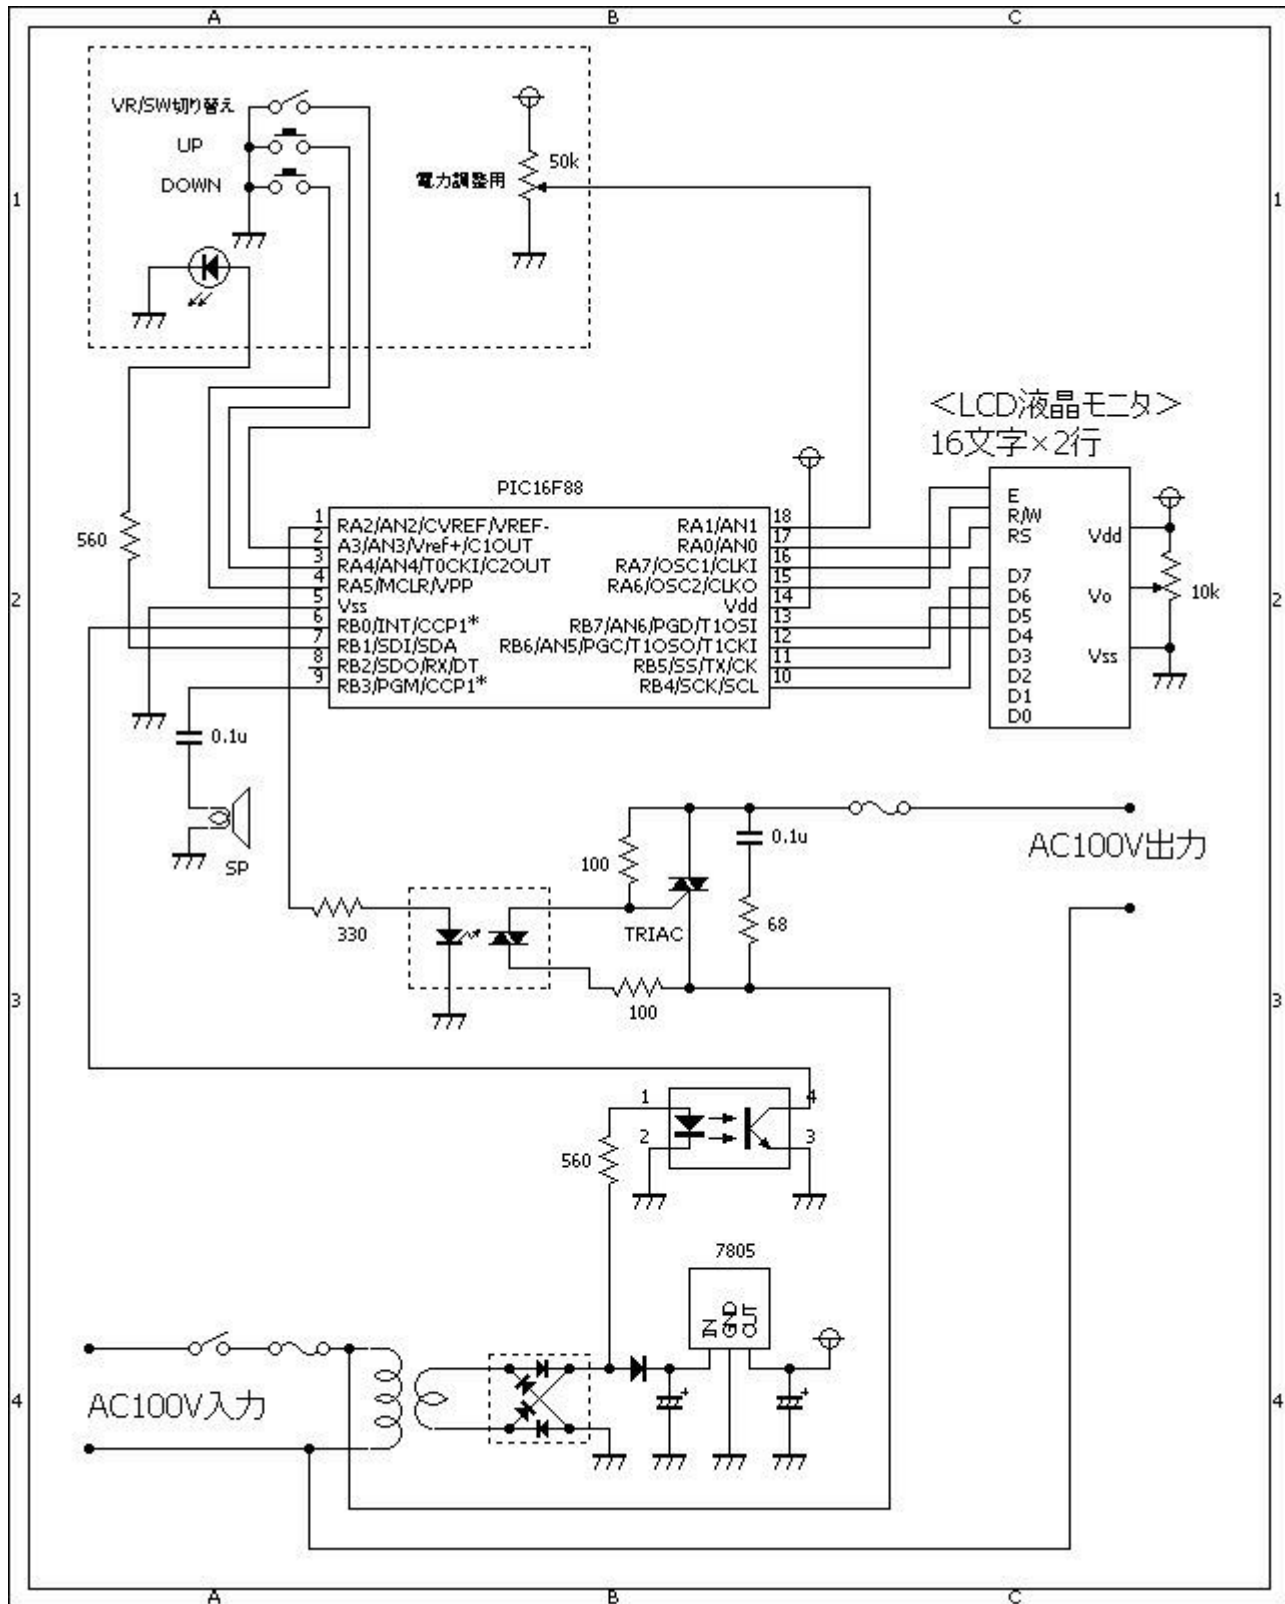 A B C
VR/SW切り替え
UP
50k
電力調整用
DOWN
1 1
<LCD液晶モニタ>
16文字×2行
PIC16F88
1 RA2/AN2/CVREF/VREF- RA1/AN1 18
2 A3/AN3/Vref+/C1OUT RA0/AN0 17
3 RA4/AN4/T0CKI/C2OUT RA7/OSC1/CLKI 16
4 RA5/MCLR/VPP RA6/OSC2/CLKO 15
5 Vss Vdd 14
6 RB0/INT/CCP1* RB7/AN6/PGD/T1OSI 13
7 RB1/SDI/SDA RB6/AN5/PGC/T1OSO/T1CKI 12
8 RB2/SDO/RX/DT RB5/SS/TX/CK 11
9 RB3/PGM/CCP1* RB4/SCK/SCL 10
560
E
R/W
RS
D7
D6
D5
D4
D3
D2
D1
D0
Vdd
Vo
Vss
10k
2 2
0.1u
SP
0.1u
AC100V出力
100
68
TRIAC
330
100
3 3
1 4
2 3
560
7805
IN
GND
OUT
+ +
AC100V入力
4 4
A B C